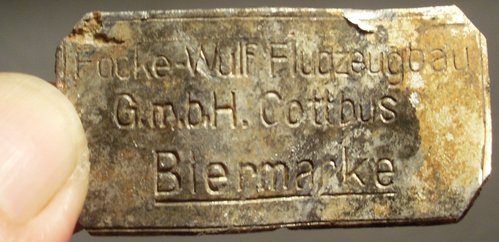 Focke-Wulf Flugzeugbau
G.m.b.H. Cottbus
Biermarke